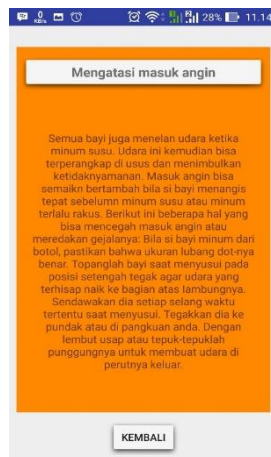 28% 11.14
Mengatasi masuk angin
Semua bayi juga menelan udara ketika
minum susu. Udara ini kemudian bisa
terperangkap di usus dan menimbulkan
ketidaknyamanan. Masuk angin bisa
semaikn bertambah bila si bayi menangis
tepat sebelumn minum susu atau minum
terlalu rakus. Berikut ini beberapa hal yang
bisa mencegah masuk angin atau
meredakan gejalanya: Bila si bayi minum dari
botol, pastikan bahwa ukuran lubang dot-nya
benar. Topanglah bayi saat menyusui pada
posisi setengah tegak agar udara yang
terhisap naik ke bagian atas lambungnya.
Sendawakan dia setiap selang waktu
tertentu saat menyusui. Tegakkan dia ke
pundak atau di pangkuan anda. Dengan
lembut usap atau tepuk-tepuklah
punggungnya untuk membuat udara di
perutnya keluar.
KEMBALI